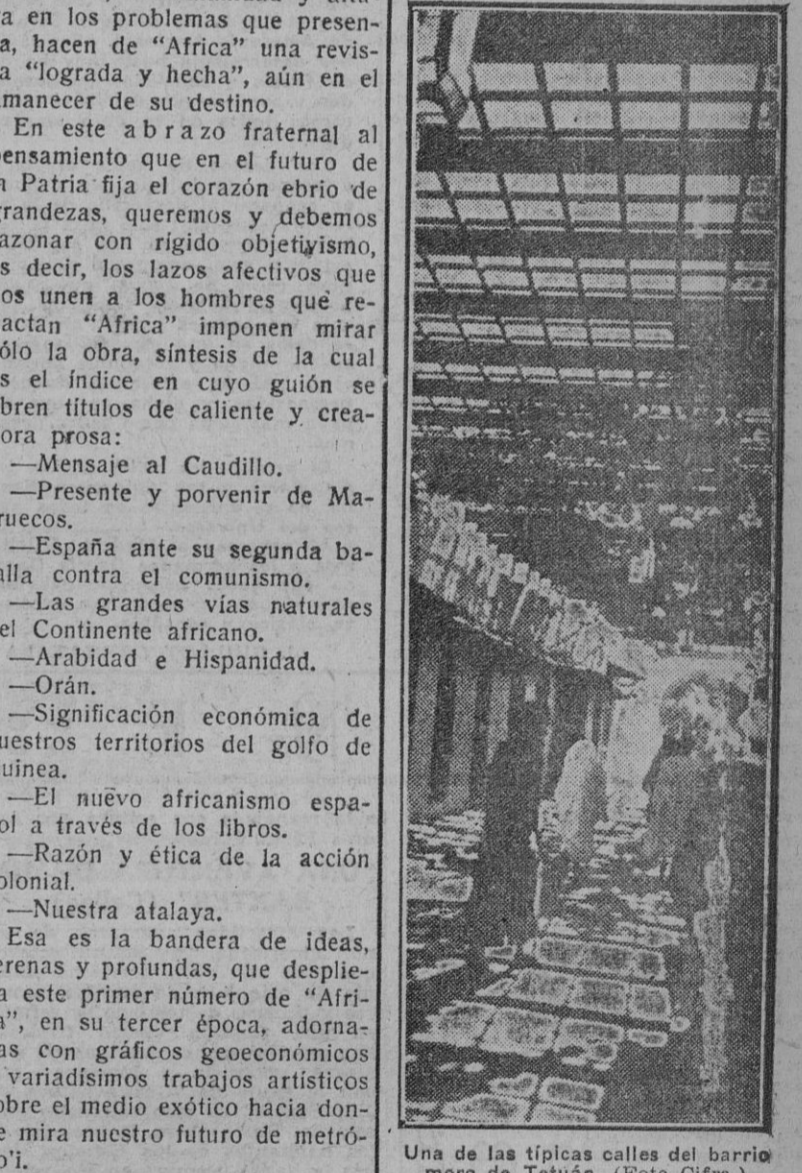 ra en los problemas que presen-
a, hacen de “Africa” una revis-
a “lograda y hecha”, aún en el
manecer de su destino.
En este abrazo fraternal al
pensamiento que en el futuro de
a Patria fija el corazón ebrio de
grandezas, queremos y debemos
azonar con rígido objetivismo,
s decir, los lazos afectivos que
os unen a los hombres que re-
actan “Africa” imponen mirar
ólo la obra, síntesis de la cual
s el índice en cuyo guión se
bren títulos de caliente y crea-
ora prosa:
—Mensaje al Caudillo.
—Presente y porvenir de Ma-
ruecos.
—España ante su segunda ba-
alla contra el comunismo.
—Las grandes vías naturales
el Continente africano.
—Arabidad e Hispanidad.
—Orán.
—Significación económica de
uestros territorios del golfo de
uinea.
—El nuevo africanismo espa-
ol a través de los libros.
—Razón y ética de la acción
olonial.
—Nuestra atalaya.
Esa es la bandera de ideas,
erenas y profundas, que desplie-
a este primer número de “Afri-
a”, en su tercer época, adorna-
as con gráficos geoeconómicos
variadísimos trabajos artísticos
obre el medio exótico hacia don-
e mira nuestro futuro de metró-
o'i.
Una de las típicas calles del barrio
moro de Tetuán. (Foto Cifra